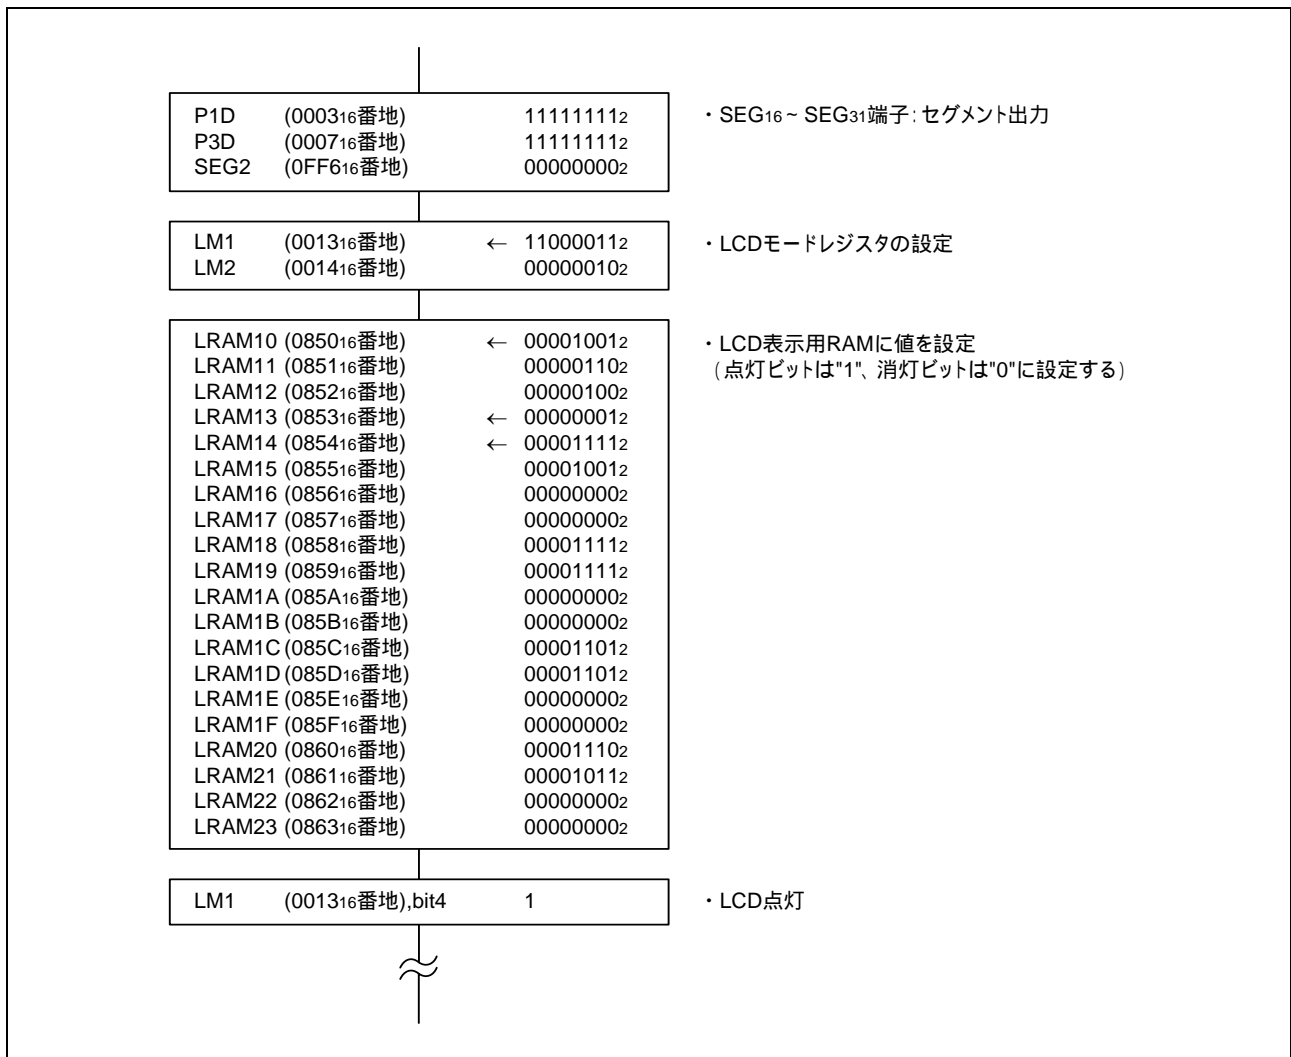 P1D (000316番地) 111111112 ・SEG16~SEG31端子:セグメント出力
P3D (000716番地) 111111112
SEG2 (0FF616番地) 000000002
LM1 (001316番地) ← 110000112 ・LCDモードレジスタの設定
LM2 (001416番地) 000000102
LRAM10 (085016番地) ← 000010012 ・LCD表示用RAMに値を設定
LRAM11 (085116番地) 000001102 (点灯ビットは"1"、消灯ビットは"0"に設定する)
LRAM12 (085216番地) 000001002
LRAM13 (085316番地) ← 000000012
LRAM14 (085416番地) ← 000011112
LRAM15 (085516番地) 000010012
LRAM16 (085616番地) 000000002
LRAM17 (085716番地) 000000002
LRAM18 (085816番地) 000011112
LRAM19 (085916番地) 000011112
LRAM1A (085A16番地) 000000002
LRAM1B (085B16番地) 000000002
LRAM1C (085C16番地) 000011012
LRAM1D (085D16番地) 000011012
LRAM1E (085E16番地) 000000002
LRAM1F (085F16番地) 000000002
LRAM20 (086016番地) 000011102
LRAM21 (086116番地) 000010112
LRAM22 (086216番地) 000000002
LRAM23 (086316番地) 000000002
LM1 (001316番地),bit4 1 ・LCD点灯